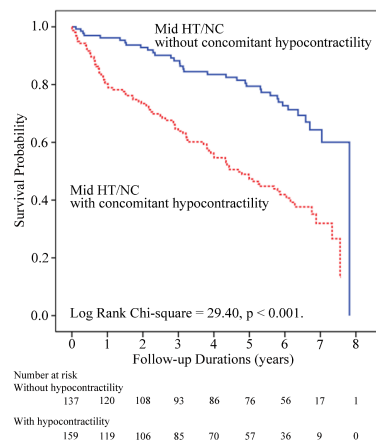 Mid HT/NC
without concomitant hypocontractility
Mid HT/NC
with concomitant hypocontractility
Log Rank Chi-square = 29.40, p < 0.001.
Survival Probability
1.0
0.8
0.6
0.4
0.2
0.0
0 1 2 3 4 5 6 7 8
Follow-up Durations (years)
Number at risk
Without hypocontractility
137 120 108 93 86 76 56 17 1
With hypocontractility
159 119 106 85 70 57 36 9 0